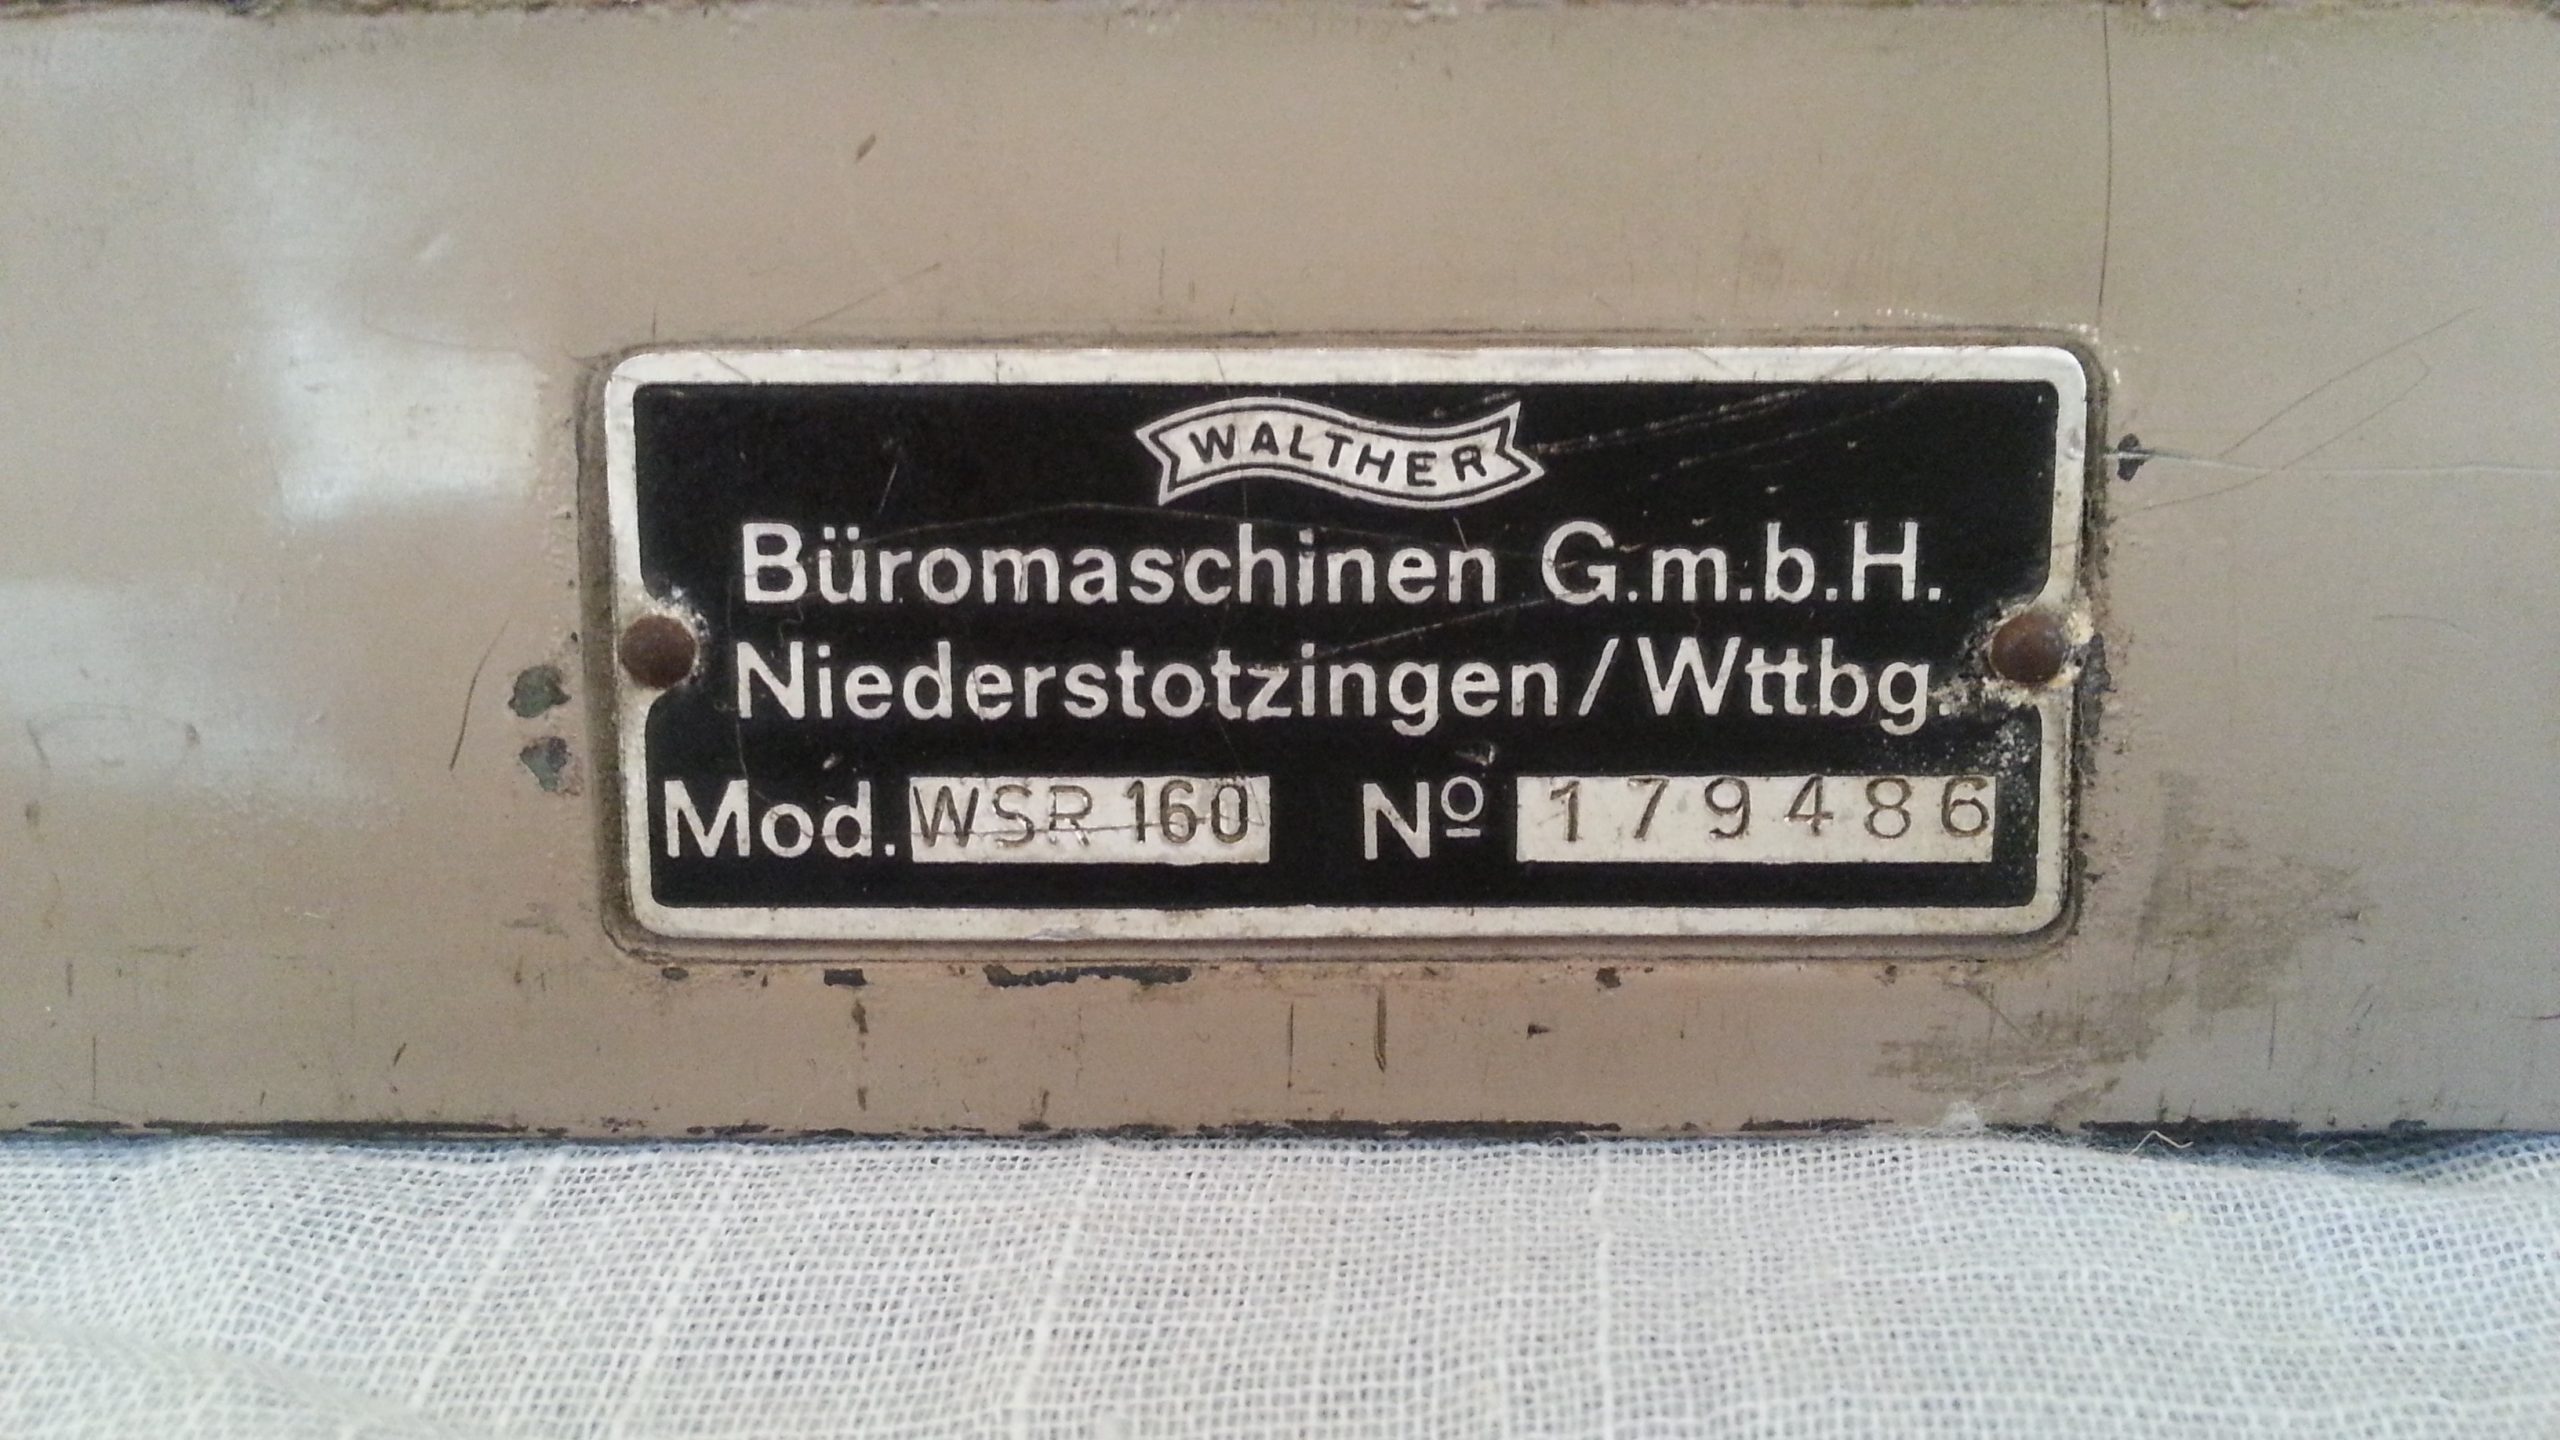 WALTHER
Büromaschinen G.m.b.H.
Niederstotzingen/Wttbg.
Mod. WSR 160 Nº 179486